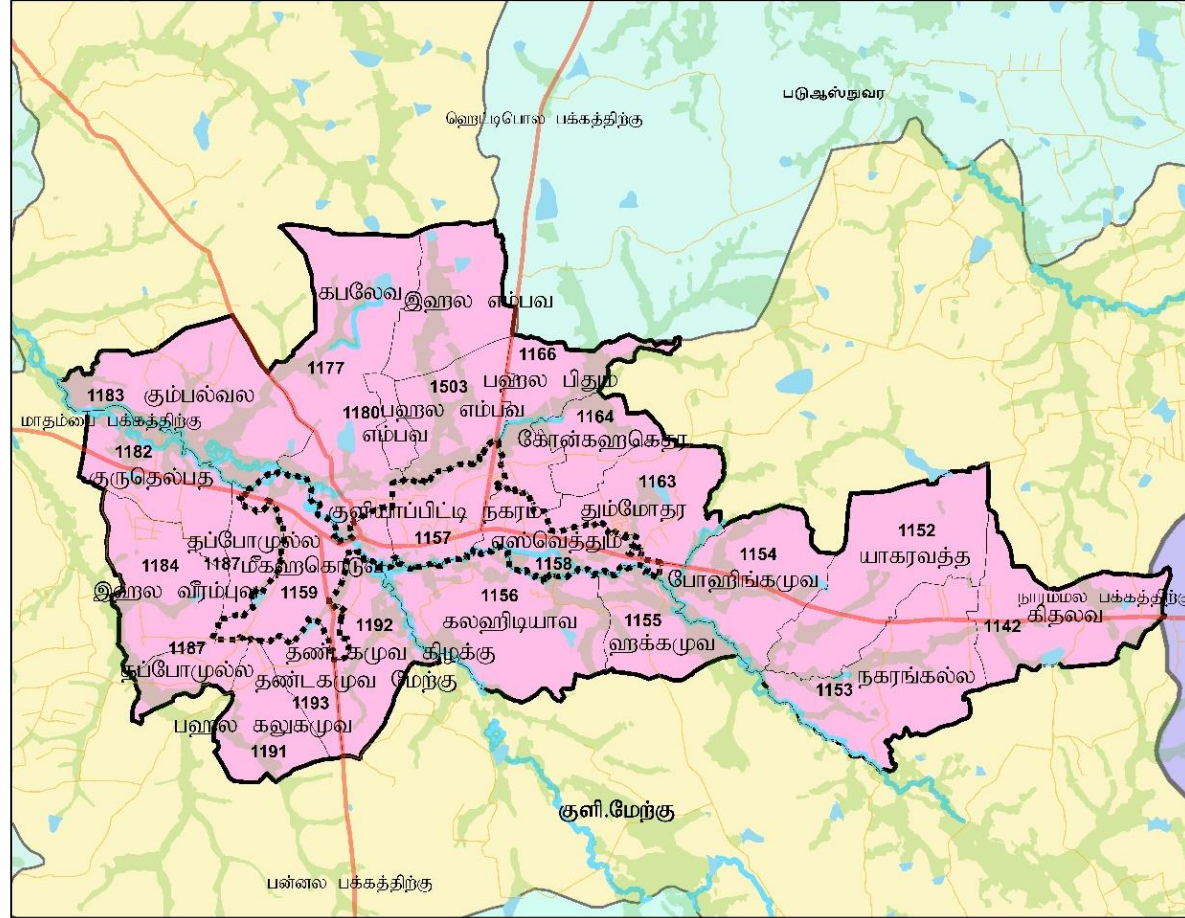 படுஆஸ்நுவர
ஹெட்டிபொல பக்கத்திற்கு
கபலேவ
இஹல எம்பவ
1166
1177
1503
பஹல பிதும
1183
கும்பல்வல
1180
பஹல எம்பவ
எம்பவ
1164
மாதம்பை பக்கத்திற்கு
கோன்கஹகெதர
1182
குருதெல்பத
1163
குளியாப்பிட்டி நகரம்
தும்மோதர
1152
தப்போமுல்ல
1157
எஸ்வெத்தும
1154
யாகரவத்த
1184
1187
மீகஹகொடுவ
1158
போஹிங்கமுவ
இஹல வீரம்புவ
1159
1156
நாரம்மல பக்கத்திற்கு
கலஹிடியாவ
1155
1142
கிதலவ
1192
ஹக்கமுவ
1187
தண்டகமுவ கிழக்கு
தப்போமுல்ல
தண்டகமுவ மேற்கு
நகரங்கல்ல
1153
1193
பஹல கலுகமுவ
1191
குளி.மேற்கு
பன்னல பக்கத்திற்கு